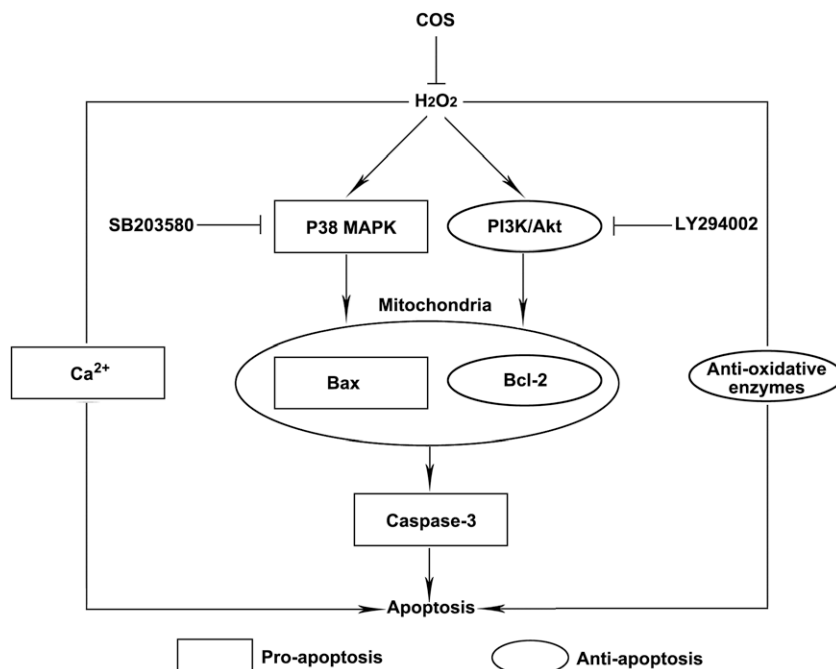 COS
H₂O₂
SB203580
P38 MAPK
PI3K/Akt
LY294002
Mitochondria
Ca²⁺
Bax
Bcl-2
Anti-oxidative
enzymes
Caspase-3
Apoptosis
Pro-apoptosis
Anti-apoptosis